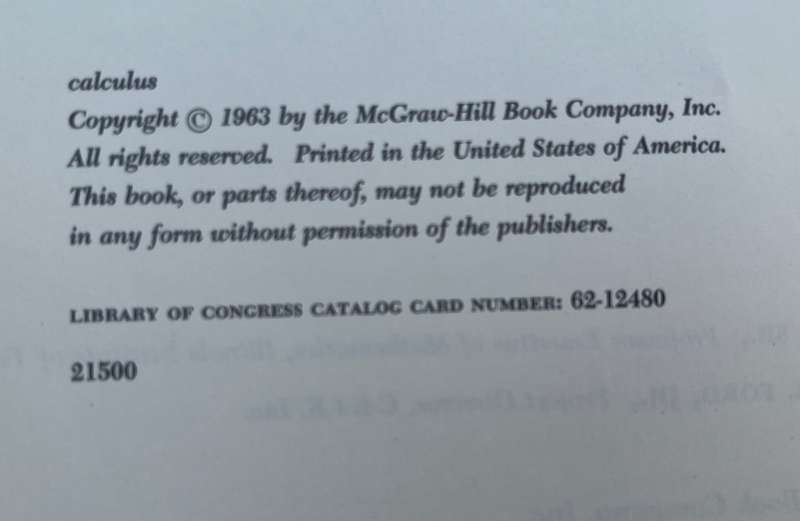 calculus
Copyright © 1963 by the McGraw-Hill Book Company, Inc.
All rights reserved. Printed in the United States of America.
This book, or parts thereof, may not be reproduced
in any form without permission of the publishers.
LIBRARY OF CONGRESS CATALOG CARD NUMBER: 62-12480
21500